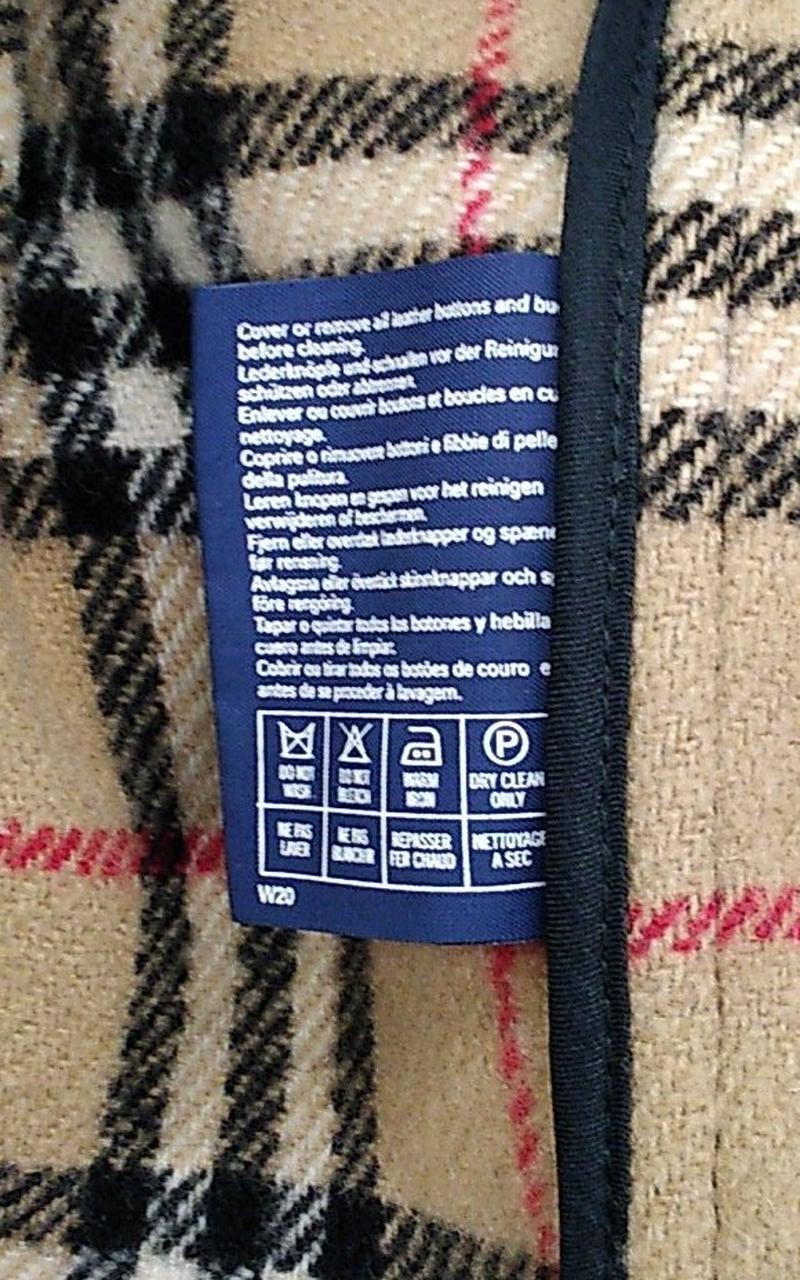 Cover or remove all leather buttons and bu
before cleaning.
Lederknöpfe und schnallen vor der Reinigu
schützen oder abtrennen.
Enlever ou couvrir boutons et boucles en cu
nettoyage.
Coprire o rimuovere bottoni e fibbie di pelle
della pulitura.
Leren knopen en gespen voor het reinigen
verwijderen of beschermen.
Fjern eller overdæk læderknapper og spæn
før rensning.
Avlägsna eller övertäck skinnknappar och s
före rengöring.
Tapar o quietar todos los botones y hebilla
cuero antes de limpiar.
Cobrir ou tirar todos os botões de couro e
antes de se proceder à lavagem.
P
DO NOT WASH
DO NOT BLEACH
WARM IRON
DRY CLEAN ONLY
NE PAS LAVER
NE PAS BLANCHIR
REPASSER FER CHAUD
NETTOYAGE A SEC
W20